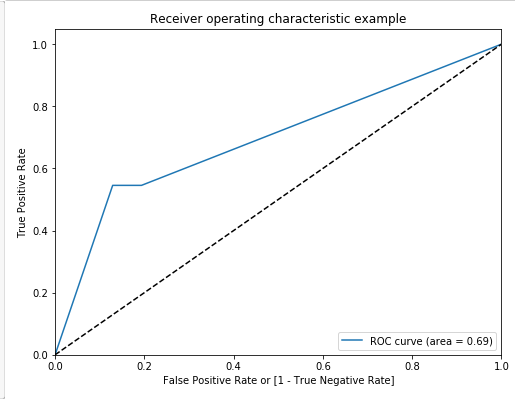 Receiver operating characteristic example
1.0
0.8
0.6
0.4
0.2
0.0
True Positive Rate
ROC curve (area = 0.69)
0.0 0.2 0.4 0.6 0.8 1.0
False Positive Rate or [1 - True Negative Rate]